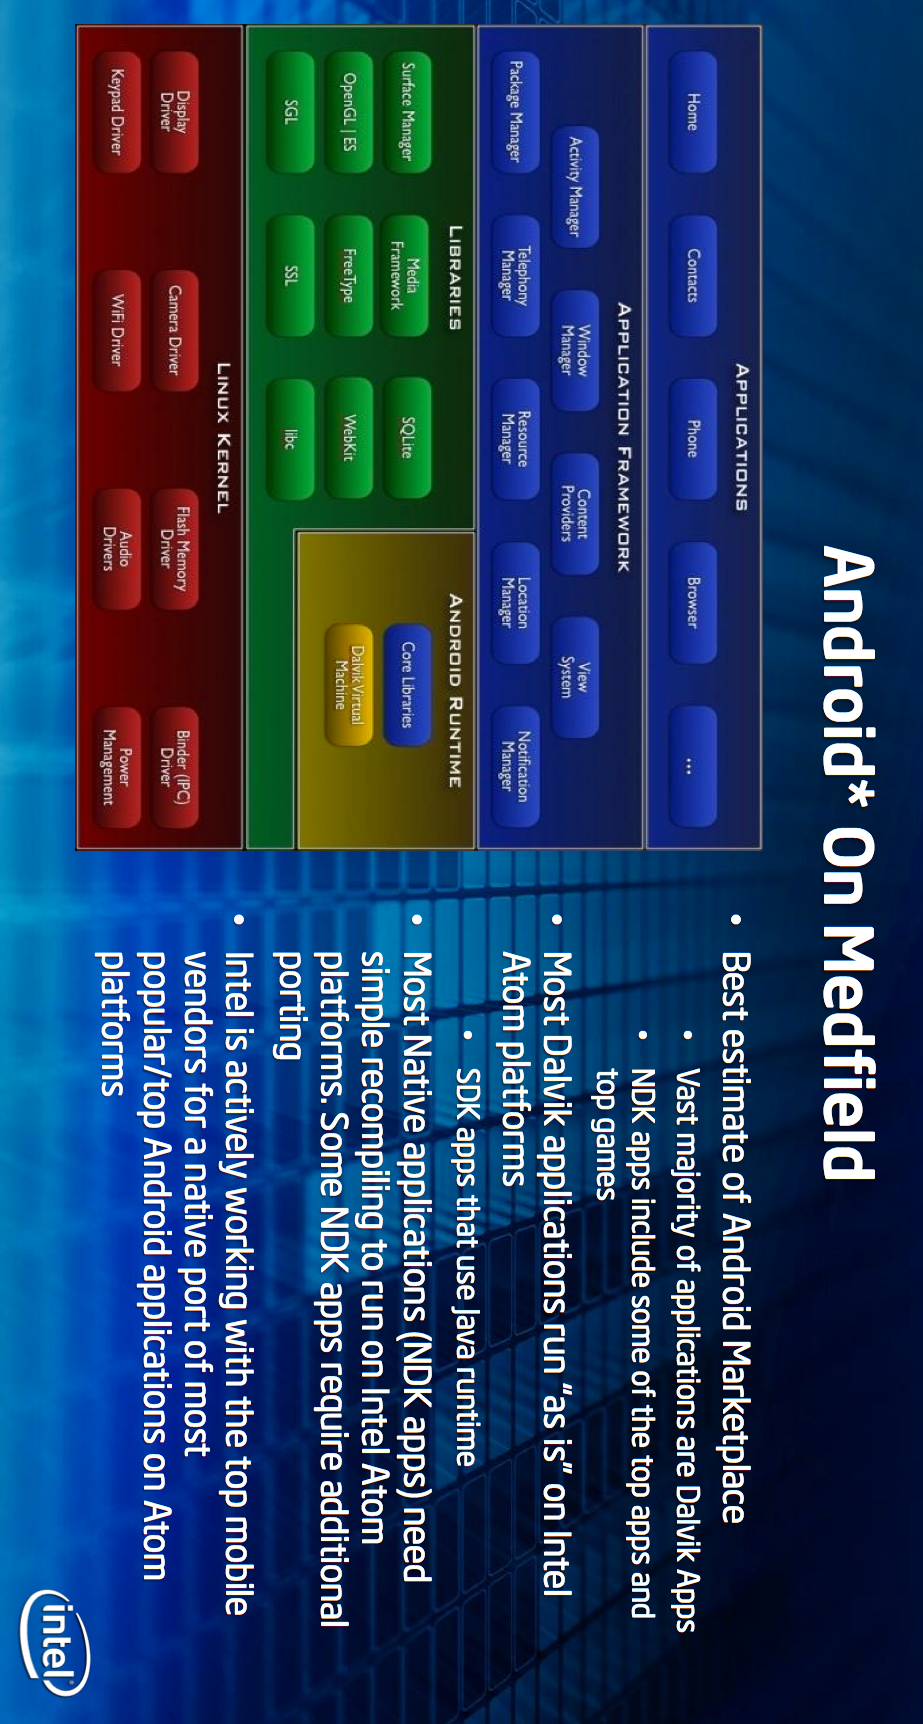 Android* On Medfield
APPLICATIONS
Home
Contacts
Phone
Browser
...
APPLICATION FRAMEWORK
Activity Manager
Window
Manager
Content
Providers
View
System
Package Manager
Telephony
Manager
Resource
Manager
Location
Manager
Notification
Manager
LIBRARIES
Surface Manager
Media
Framework
SQLite
OpenGL | ES
FreeType
WebKit
SGL
SSL
libc
ANDROID RUNTIME
Core Libraries
Dalvik Virtual
Machine
LINUX KERNEL
Display
Driver
Camera Driver
Flash Memory
Driver
Binder (IPC)
Driver
Keypad Driver
WiFi Driver
Audio
Drivers
Power
Management
• Best estimate of Android Marketplace
• Vast majority of applications are Dalvik Apps
• NDK apps include some of the top apps and
top games
• Most Dalvik applications run “as is” on Intel
Atom platforms
• SDK apps that use Java runtime
• Most Native applications (NDK apps) need
simple recompiling to run on Intel Atom
platforms. Some NDK apps require additional
porting
• Intel is actively working with the top mobile
vendors for a native port of most
popular/top Android applications on Atom
platforms
intel